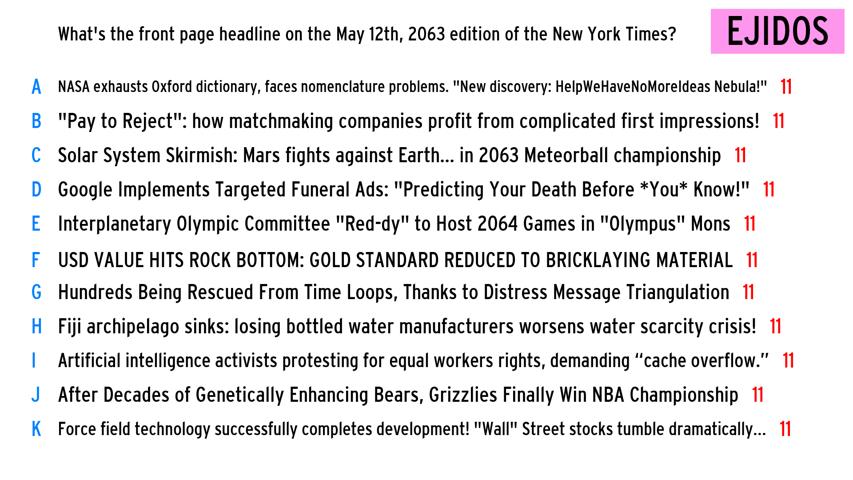 What's the front page headline on the May 12th, 2063 edition of the New York Times?
EJIDOS
A NASA exhausts Oxford dictionary, faces nomenclature problems. "New discovery: HelpWeHaveNoMoreIdeas Nebula!" 11
B "Pay to Reject": how matchmaking companies profit from complicated first impressions! 11
C Solar System Skirmish: Mars fights against Earth... in 2063 Meteorball championship 11
D Google Implements Targeted Funeral Ads: "Predicting Your Death Before *You* Know!" 11
E Interplanetary Olympic Committee "Red-dy" to Host 2064 Games in "Olympus" Mons 11
F USD VALUE HITS ROCK BOTTOM: GOLD STANDARD REDUCED TO BRICKLAYING MATERIAL 11
G Hundreds Being Rescued From Time Loops, Thanks to Distress Message Triangulation 11
H Fiji archipelago sinks: losing bottled water manufacturers worsens water scarcity crisis! 11
I Artificial intelligence activists protesting for equal workers rights, demanding “cache overflow.” 11
J After Decades of Genetically Enhancing Bears, Grizzlies Finally Win NBA Championship 11
K Force field technology successfully completes development! "Wall" Street stocks tumble dramatically... 11